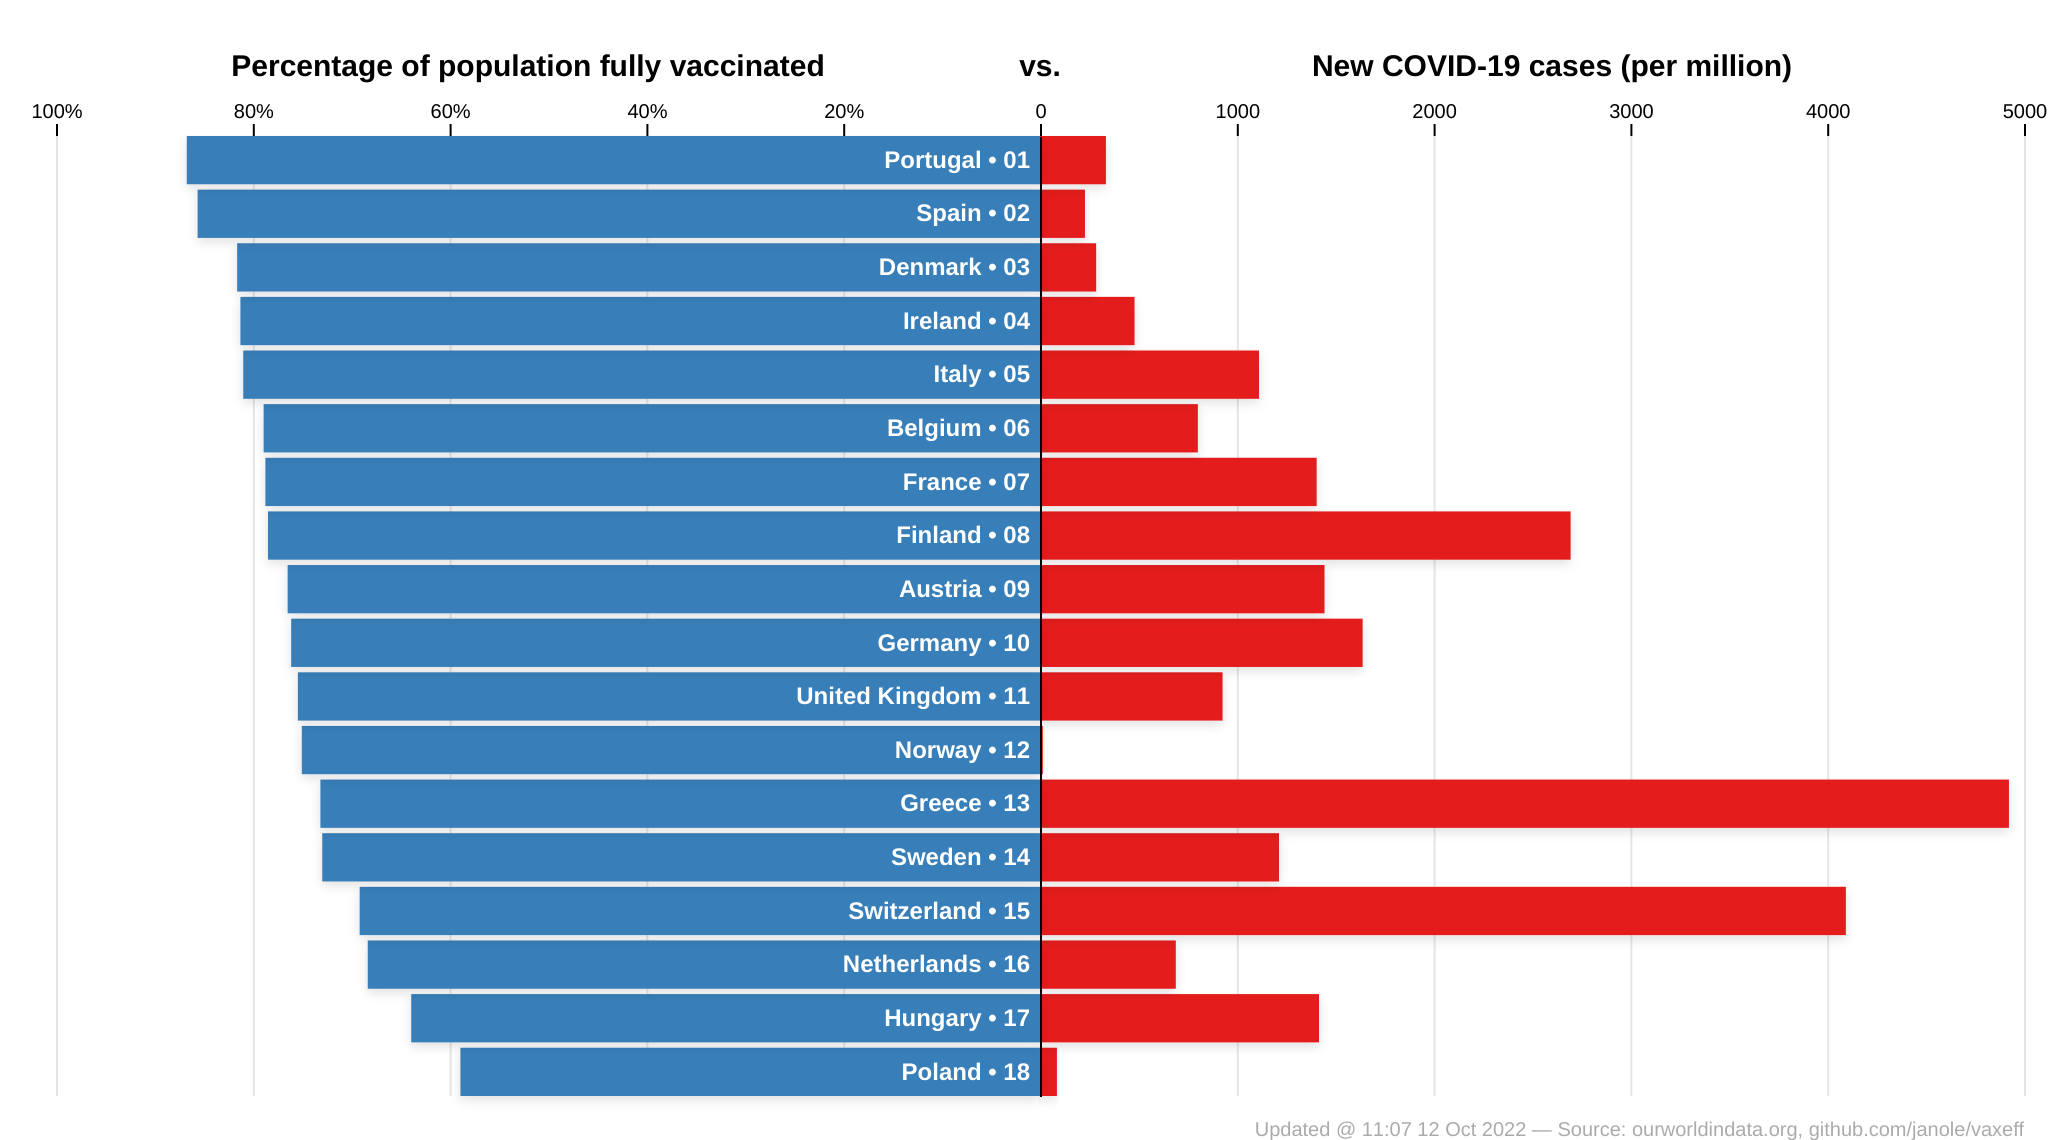 Percentage of population fully vaccinated vs. New COVID-19 cases (per million)
100% 80% 60% 40% 20% 0 1000 2000 3000 4000 5000
Portugal • 01
Spain • 02
Denmark • 03
Ireland • 04
Italy • 05
Belgium • 06
France • 07
Finland • 08
Austria • 09
Germany • 10
United Kingdom • 11
Norway • 12
Greece • 13
Sweden • 14
Switzerland • 15
Netherlands • 16
Hungary • 17
Poland • 18
Updated @ 11:07 12 Oct 2022 — Source: ourworldindata.org, github.com/janole/vaxeff